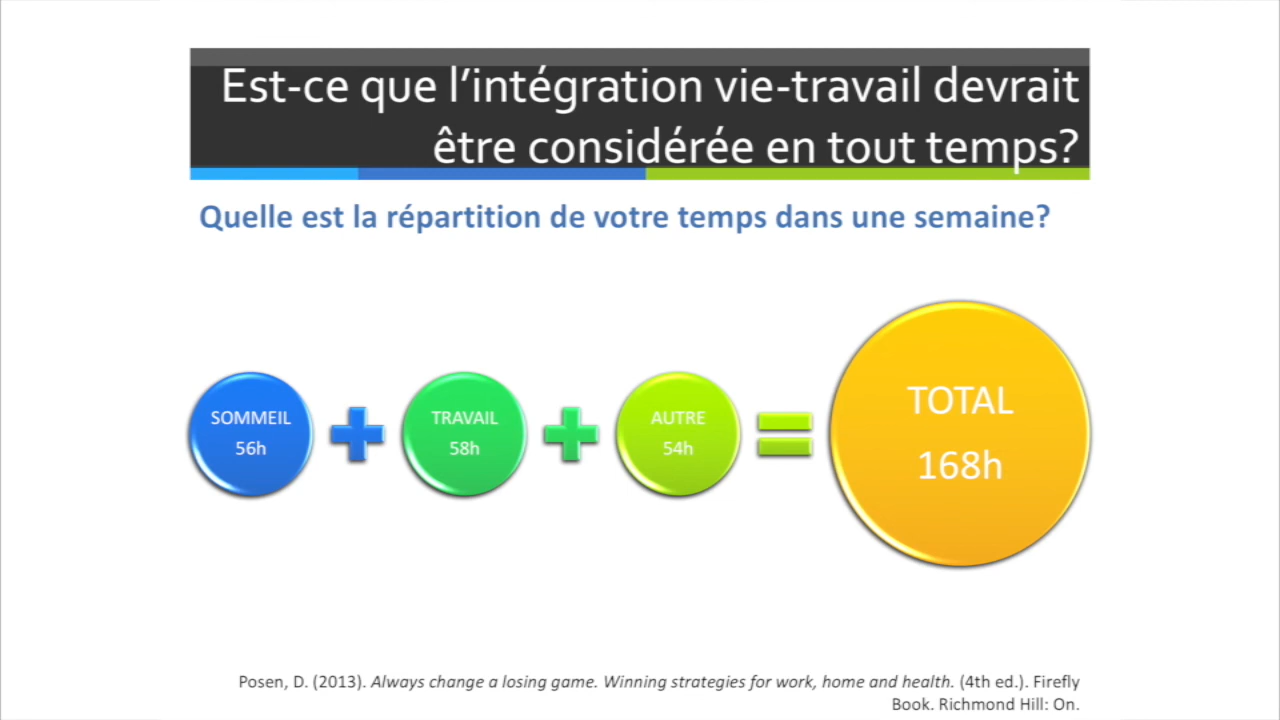 Est-ce que l’intégration vie-travail devrait
être considérée en tout temps?
Quelle est la répartition de votre temps dans une semaine?
SOMMEIL
56h
TRAVAIL
58h
AUTRE
54h
TOTAL
168h
Posen, D. (2013). Always change a losing game. Winning strategies for work, home and health. (4th ed.). Firefly
Book. Richmond Hill: On.